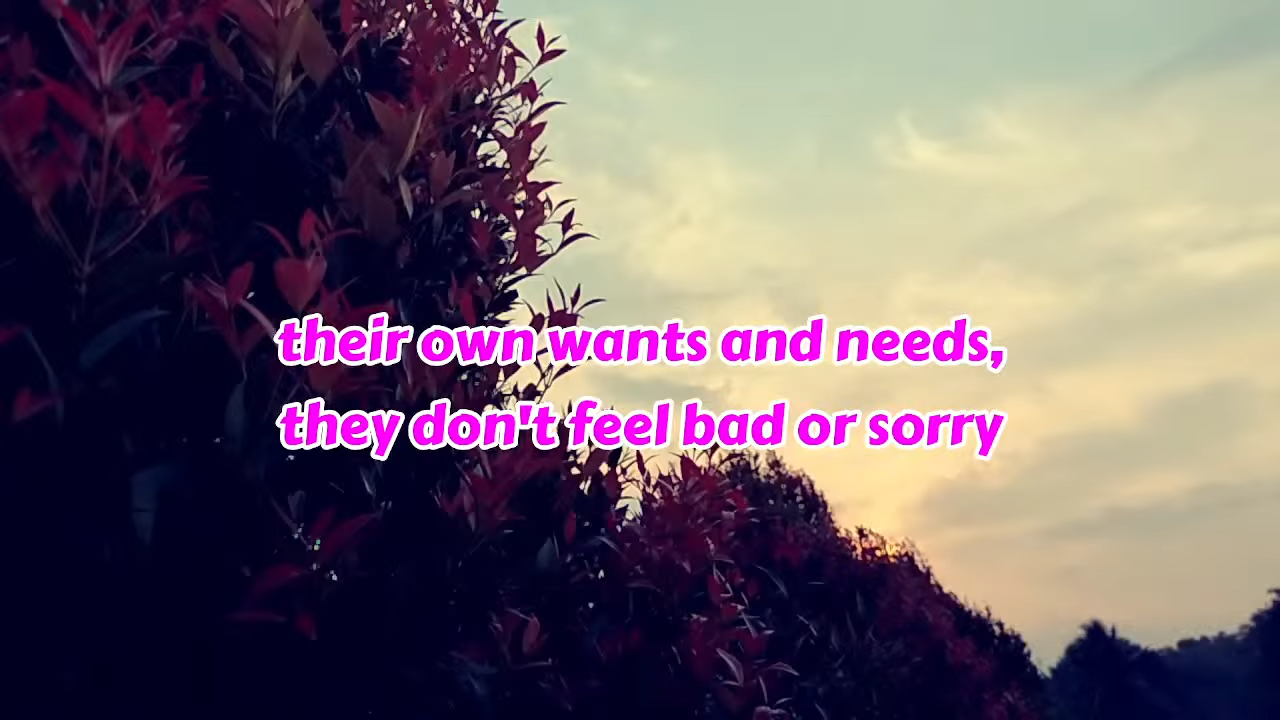 their own wants and needs,
they don't feel bad or sorry